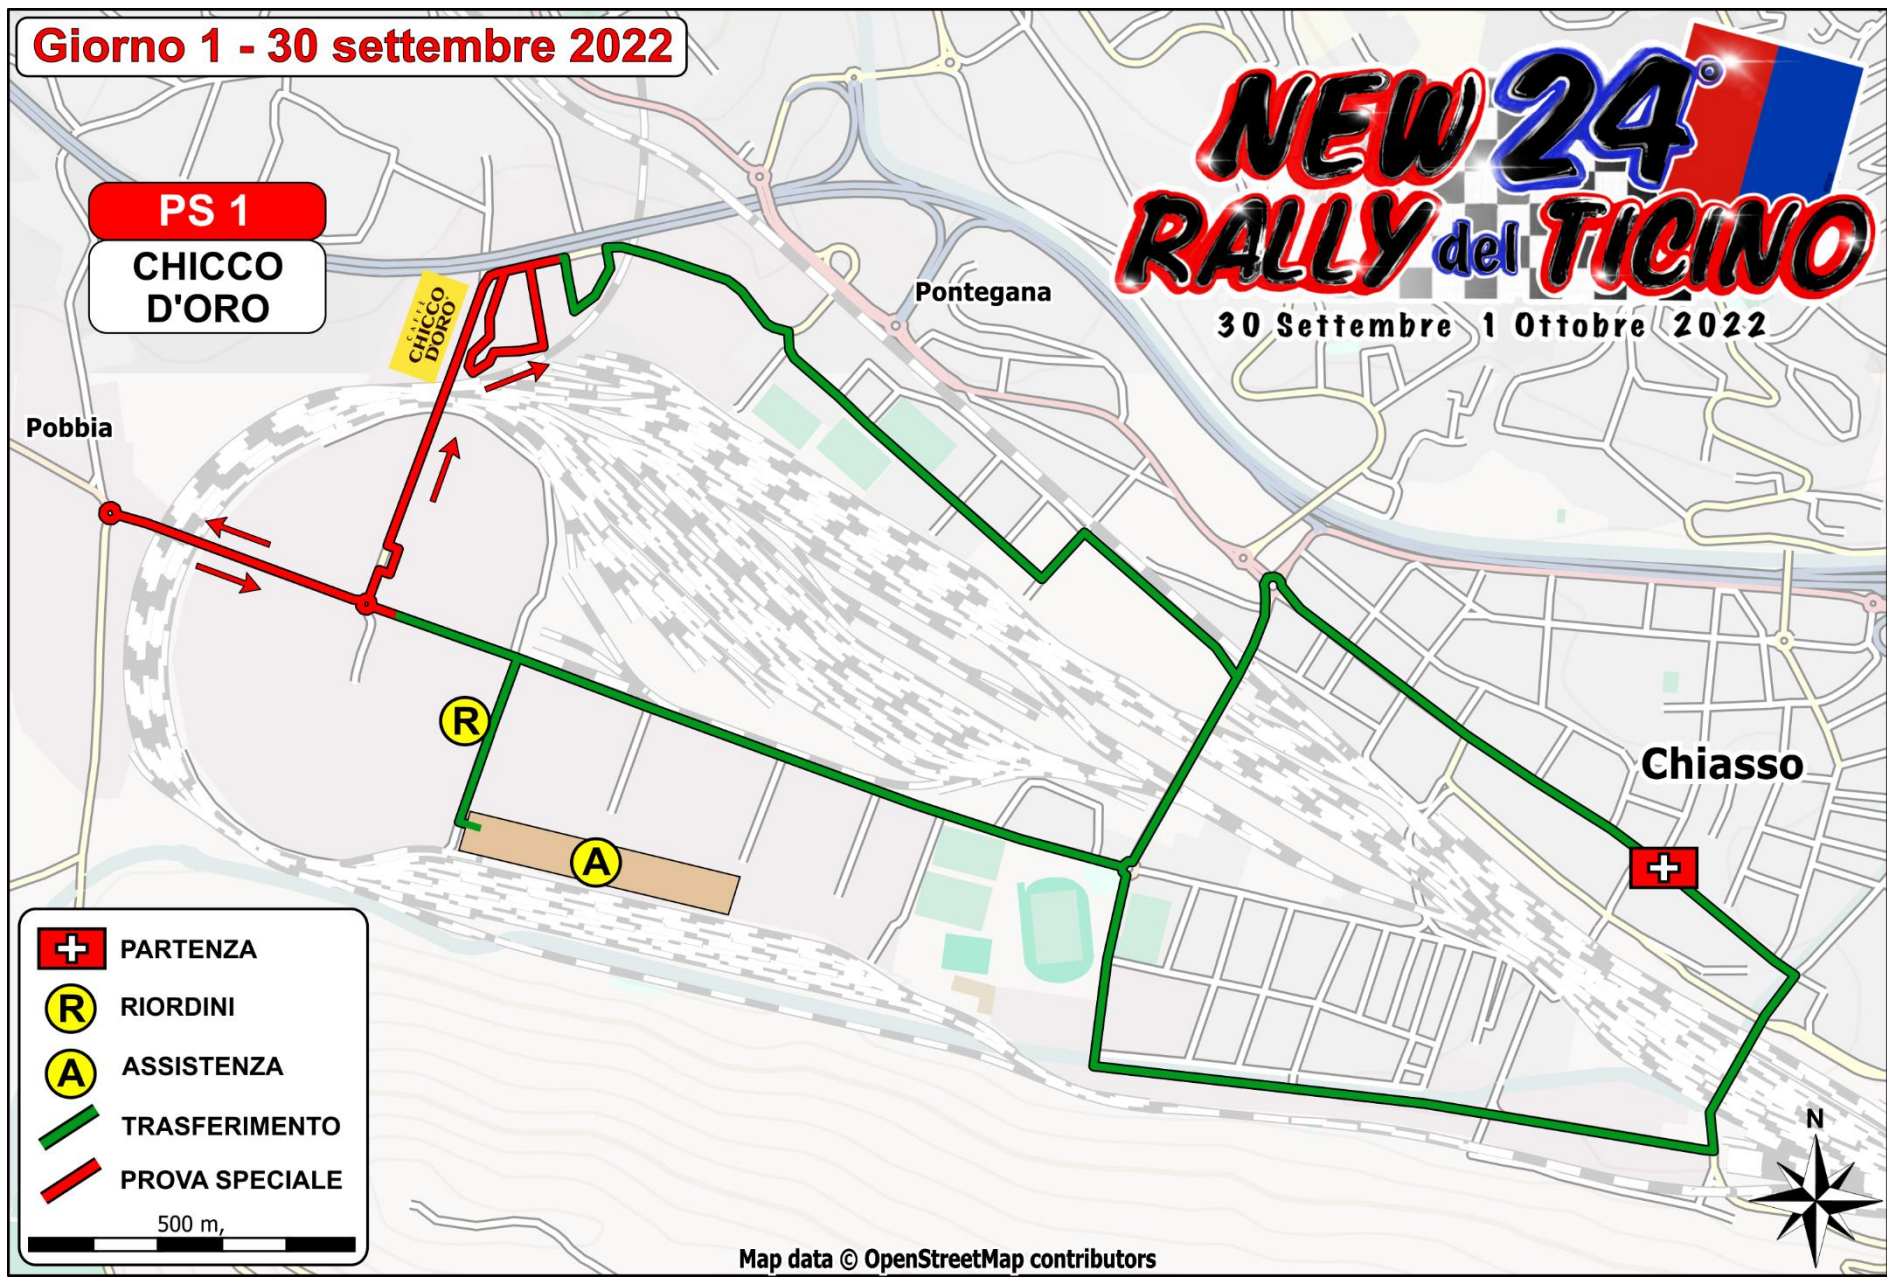 Giorno 1 - 30 settembre 2022
NEW 24°
RALLY del TICINO
30 Settembre 1 Ottobre 2022
PS 1
CHICCO
D'ORO
CAFFÈ
CHICCO
D'ORO
Pontegana
Pobbia
R
Chiasso
A
PARTENZA
R RIORDINI
A ASSISTENZA
TRASFERIMENTO
PROVA SPECIALE
500 m,
N
Map data © OpenStreetMap contributors